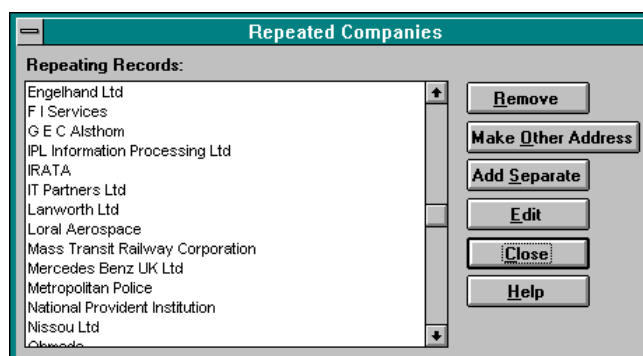 Repeated Companies
Repeating Records:
Engelhand Ltd
F I Services
G E C Alsthom
IPL Information Processing Ltd
IRATA
IT Partners Ltd
Lanworth Ltd
Loral Aerospace
Mass Transit Railway Corporation
Mercedes Benz UK Ltd
Metropolitan Police
National Provident Institution
Nissou Ltd
Remove
Make Other Address
Add Separate
Edit
Close
Help